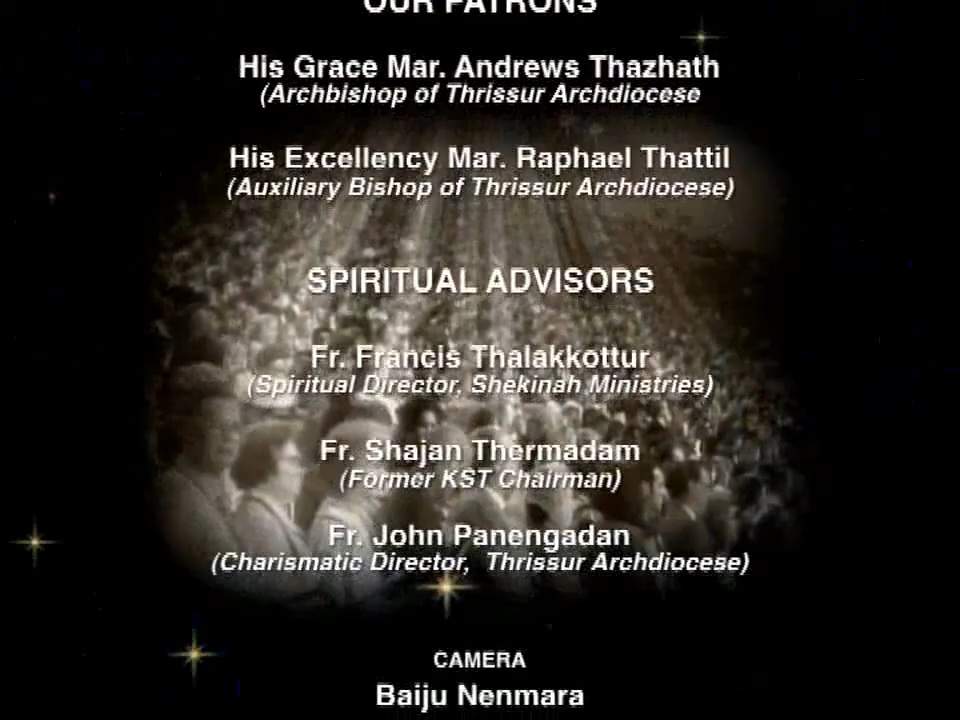 OUR PATRONS
His Grace Mar. Andrews Thazhath
(Archbishop of Thrissur Archdiocese
His Excellency Mar. Raphael Thattil
(Auxiliary Bishop of Thrissur Archdiocese)
SPIRITUAL ADVISORS
Fr. Francis Thalakkottur
(Spiritual Director, Shekinah Ministries)
Fr. Shajan Thermadam
(Former KST Chairman)
Fr. John Panengadan
(Charismatic Director,  Thrissur Archdiocese)
CAMERA
Baiju Nenmara